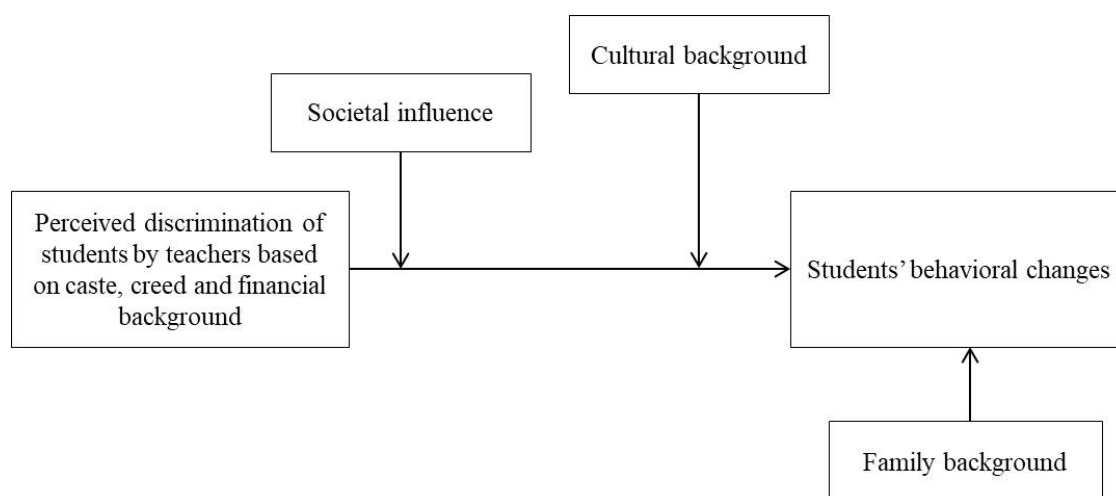 Cultural background
Societal influence
Perceived discrimination of
students by teachers based
on caste, creed and financial
background
Students’ behavioral changes
Family background